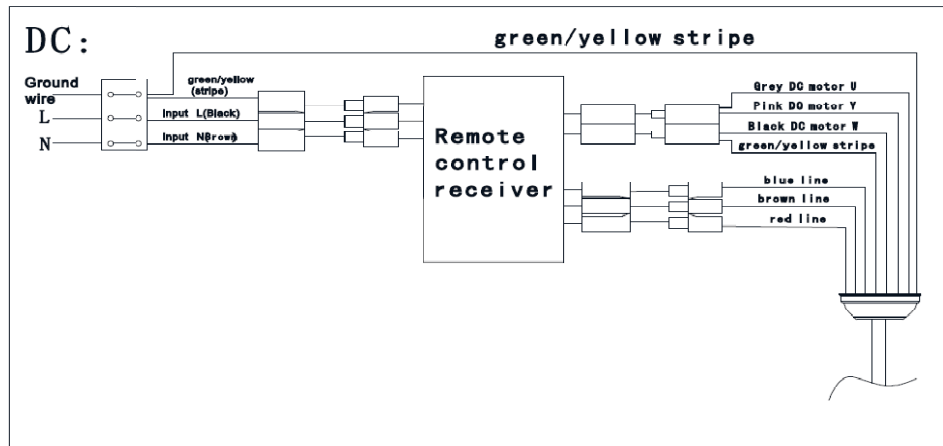 DC:
green/yellow stripe
Ground
wire
L
N
green/yellow
(stripe)
Input L(Black)
Input N(Brown)
Remote
control
receiver
Grey DC motor U
Pink DC motor Y
Black DC motor W
green/yellow stripe
blue line
brown line
red line